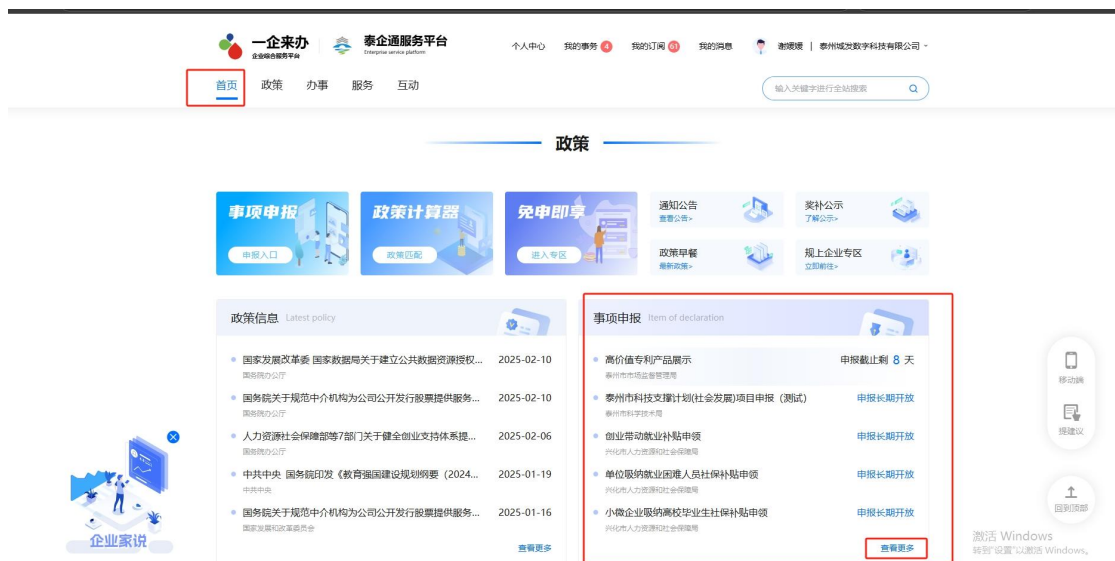 一企来办
企业综合服务平台
泰企通服务平台
Enterprise service platform
个人中心 我的事务 4 我的订阅 61 我的消息 谢媛媛 | 泰州城发数字科技有限公司
首页 政策 办事 服务 互动
输入关键字进行全站搜索
政策
事项申报
申报入口
政策计算器
政策匹配
免申即享
进入专区
通知公告
查看公告>
奖补公示
了解公示>
政策早餐
最新政策>
规上企业专区
立即前往>
政策信息 Latest policy
国家发展改革委 国家数据局关于建立公共数据资源授权... 2025-02-10
国务院办公厅
国务院关于规范中介机构为公司公开发行股票提供服务... 2025-02-10
国务院办公厅
人力资源社会保障部等7部门关于健全创业支持体系提... 2025-02-06
国务院办公厅
中共中央 国务院印发《教育强国建设规划纲要（2024... 2025-01-19
中共中央
国务院关于规范中介机构为公司公开发行股票提供服务... 2025-01-16
国家发展和改革委员会
查看更多
事项申报 Item of declaration
高价值专利产品展示 申报截止剩 8 天
泰州市市场监督管理局
泰州市科技支撑计划(社会发展)项目申报（测试） 申报长期开放
泰州市科学技术局
创业带动就业补贴申领 申报长期开放
兴化市人力资源和社会保障局
单位吸纳就业困难人员社保补贴申领 申报长期开放
兴化市人力资源和社会保障局
小微企业吸纳高校毕业生社保补贴申领 申报长期开放
兴化市人力资源和社会保障局
查看更多
移动端
提建议
回到顶部
企业家说
激活 Windows
转到"设置"以激活 Windows。